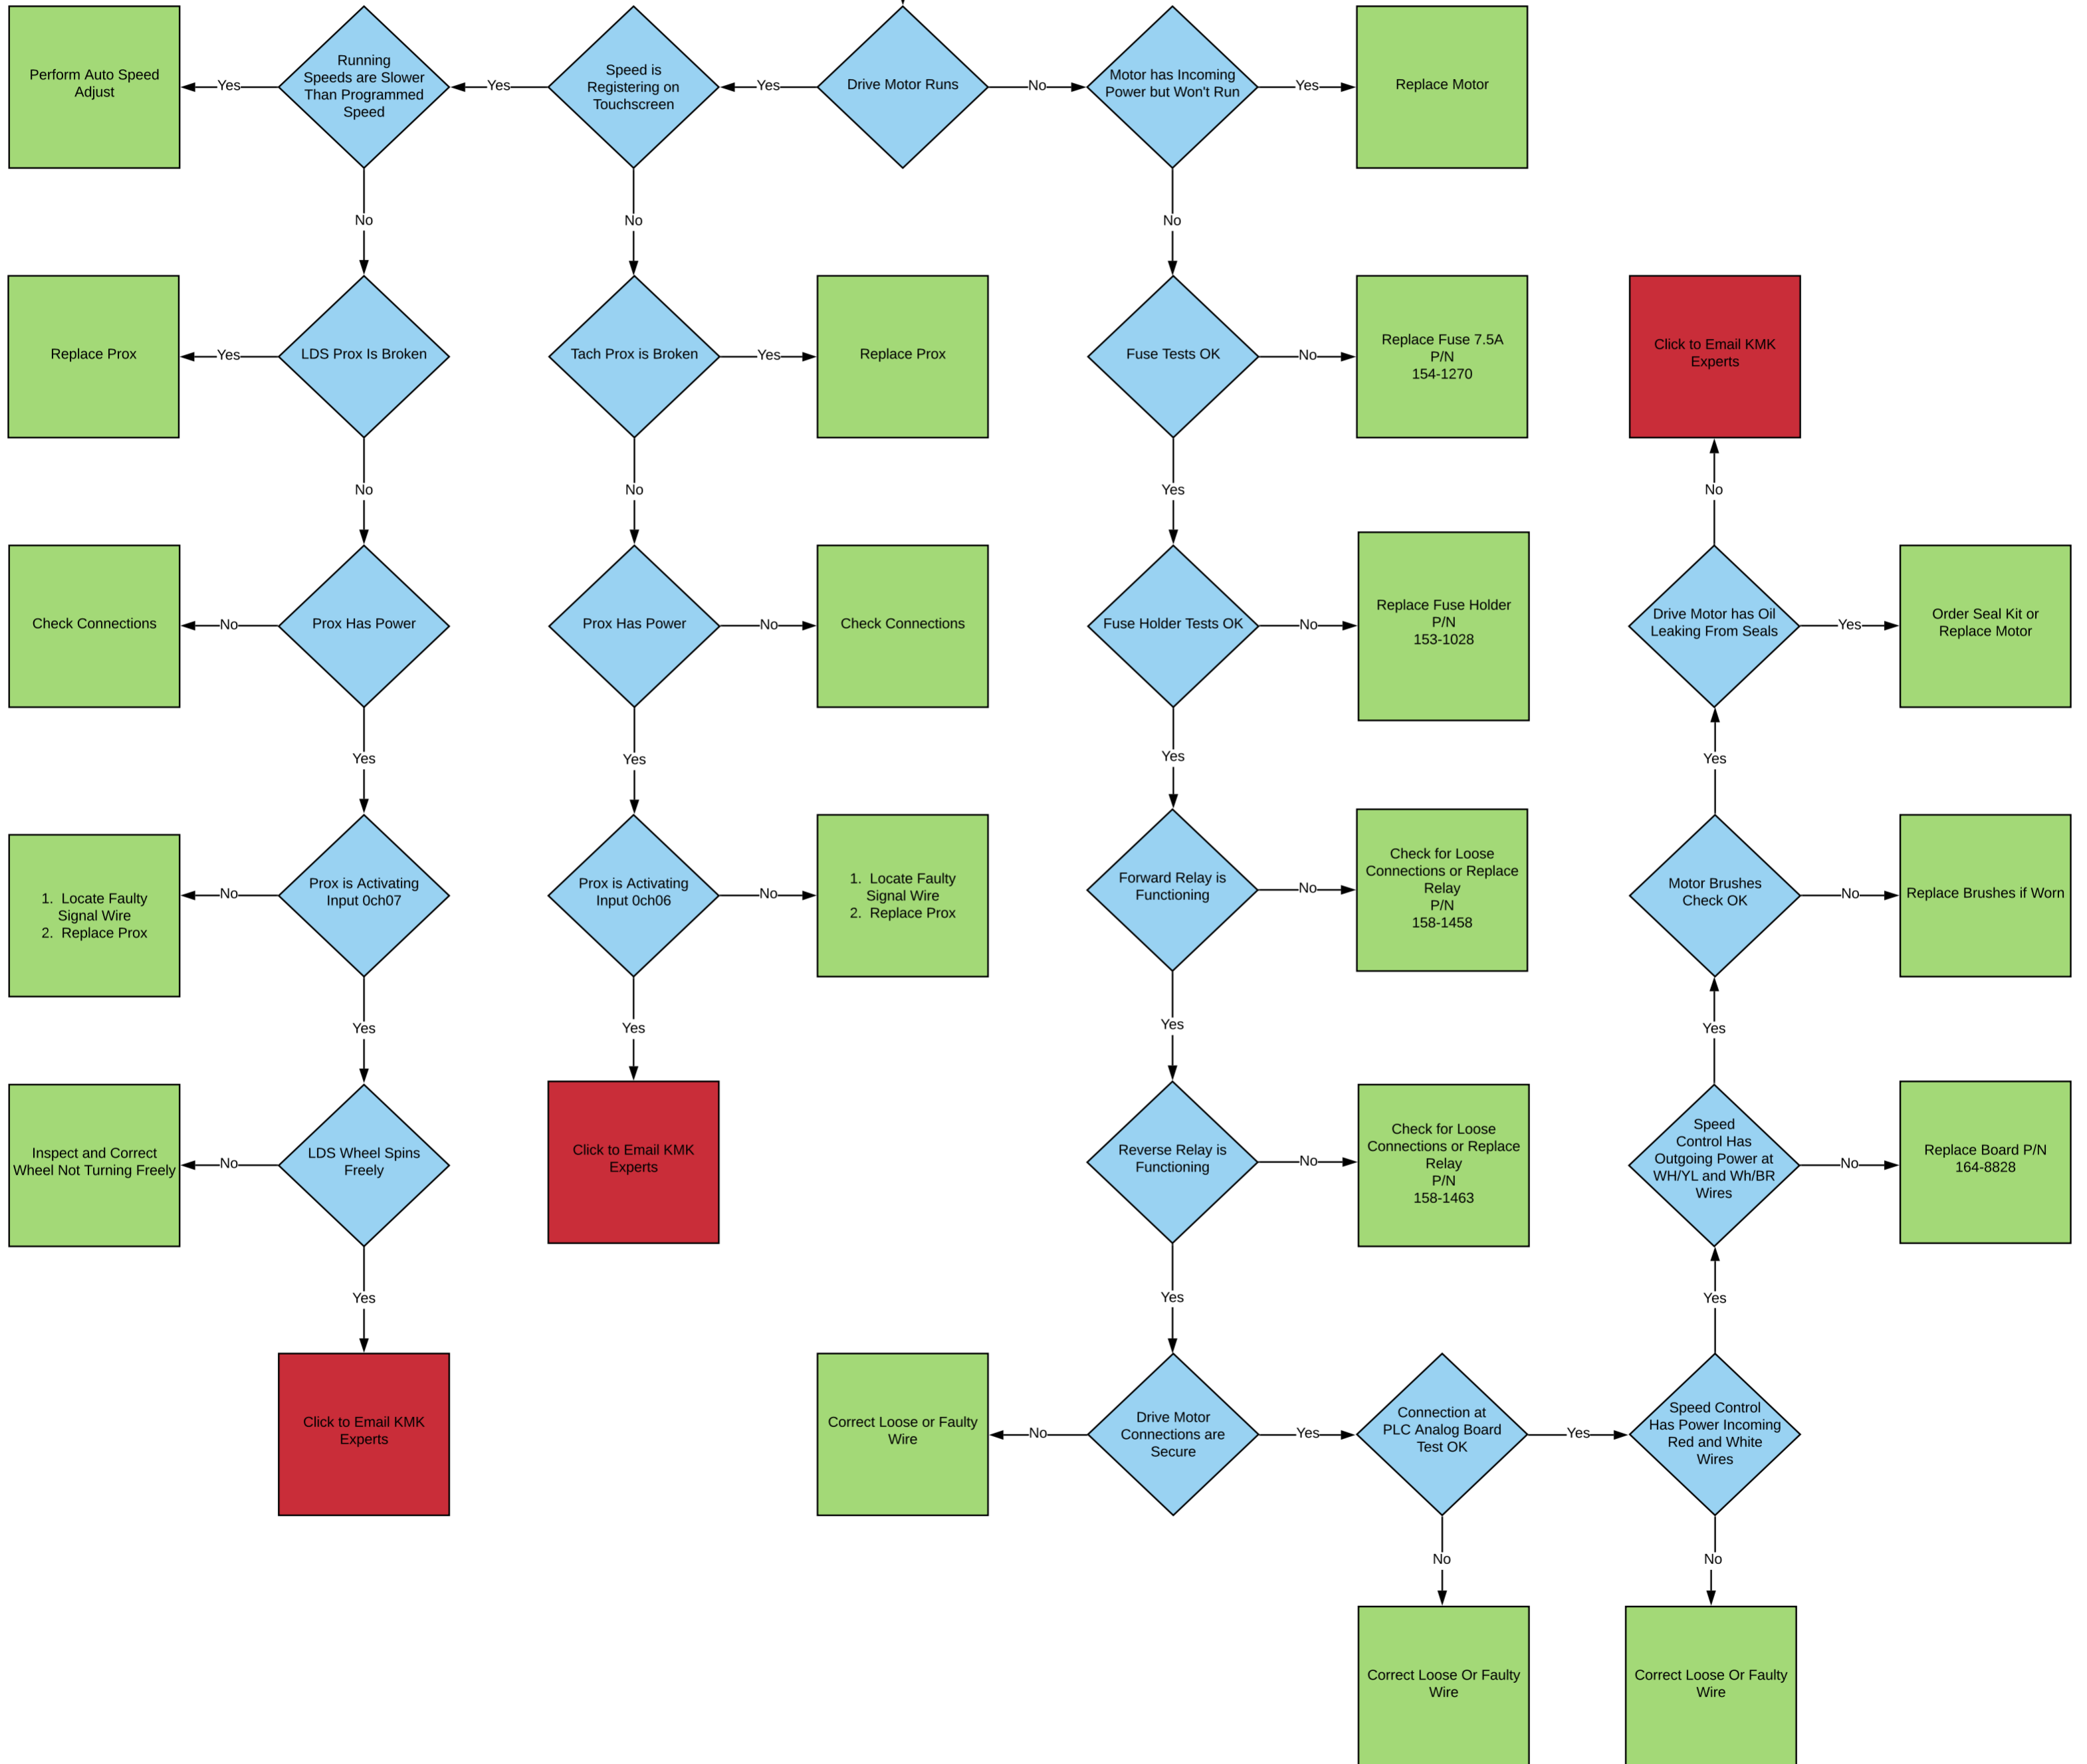 Perform Auto Speed
Adjust
Yes
Running
Speeds are Slower
Than Programmed
Speed
Yes
Speed is
Registering on
Touchscreen
Yes
Drive Motor Runs
No
Motor has Incoming
Power but Won't Run
Yes
Replace Motor
No
No
No
Replace Prox
Yes
LDS Prox Is Broken
Tach Prox is Broken
Yes
Replace Prox
Fuse Tests OK
No
Replace Fuse 7.5A
P/N
154-1270
Click to Email KMK
Experts
No
No
Yes
No
Check Connections
No
Prox Has Power
Prox Has Power
No
Check Connections
Fuse Holder Tests OK
No
Replace Fuse Holder
P/N
153-1028
Drive Motor has Oil
Leaking From Seals
Yes
Order Seal Kit or
Replace Motor
Yes
Yes
Yes
Yes
1. Locate Faulty
Signal Wire
2. Replace Prox
No
Prox is Activating
Input 0ch07
Prox is Activating
Input 0ch06
No
1. Locate Faulty
Signal Wire
2. Replace Prox
Forward Relay is
Functioning
No
Check for Loose
Connections or Replace
Relay
P/N
158-1458
Motor Brushes
Check OK
No
Replace Brushes if Worn
Yes
Yes
Yes
Yes
Inspect and Correct
Wheel Not Turning Freely
No
LDS Wheel Spins
Freely
Click to Email KMK
Experts
Reverse Relay is
Functioning
No
Check for Loose
Connections or Replace
Relay
P/N
158-1463
Speed
Control Has
Outgoing Power at
WH/YL and Wh/BR
Wires
No
Replace Board P/N
164-8828
Yes
Yes
Yes
Click to Email KMK
Experts
Correct Loose or Faulty
Wire
No
Drive Motor
Connections are
Secure
Yes
Connection at
PLC Analog Board
Test OK
Yes
Speed Control
Has Power Incoming
Red and White
Wires
No
No
Correct Loose Or Faulty
Wire
Correct Loose Or Faulty
Wire